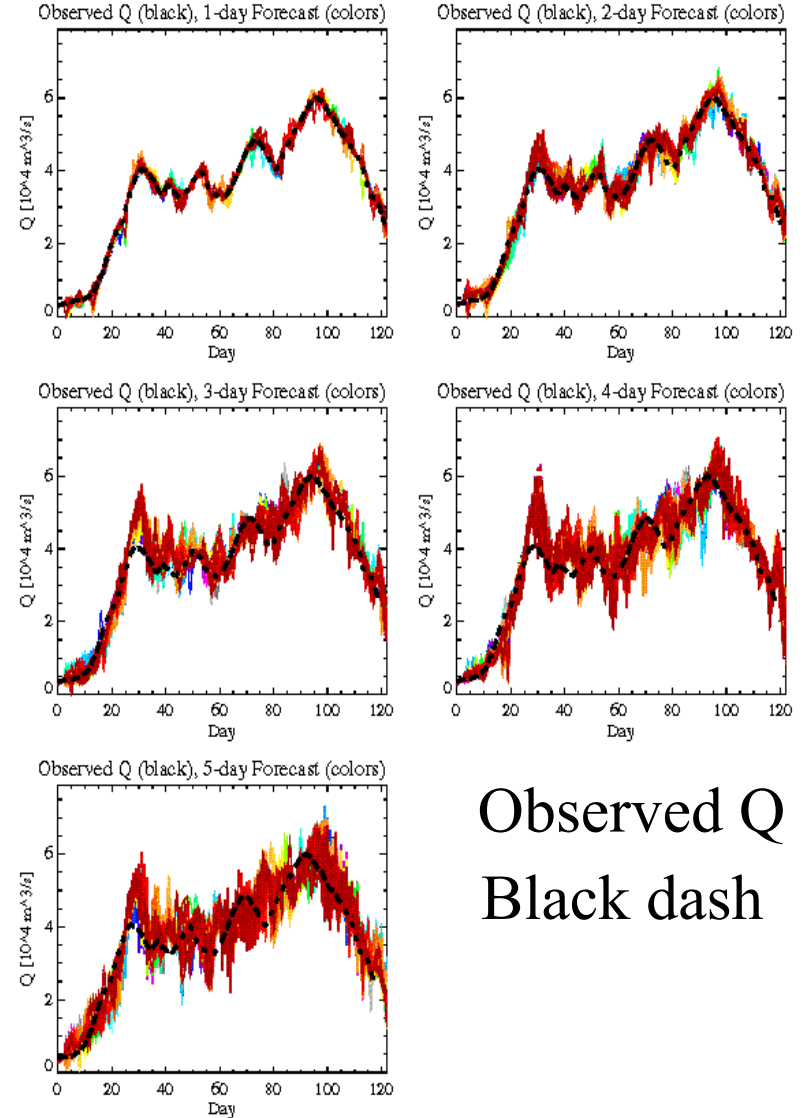 Observed Q (black), 1-day Forecast (colors)
Q [10^4 m^3/s]
6
4
2
0
0 20 40 60 80 100 120
Day
Observed Q (black), 2-day Forecast (colors)
Q [10^4 m^3/s]
6
4
2
0
0 20 40 60 80 100 120
Day
Observed Q (black), 3-day Forecast (colors)
Q [10^4 m^3/s]
6
4
2
0
0 20 40 60 80 100 120
Day
Observed Q (black), 4-day Forecast (colors)
Q [10^4 m^3/s]
6
4
2
0
0 20 40 60 80 100 120
Day
Observed Q (black), 5-day Forecast (colors)
Q [10^4 m^3/s]
6
4
2
0
0 20 40 60 80 100 120
Day
Observed Q
Black dash